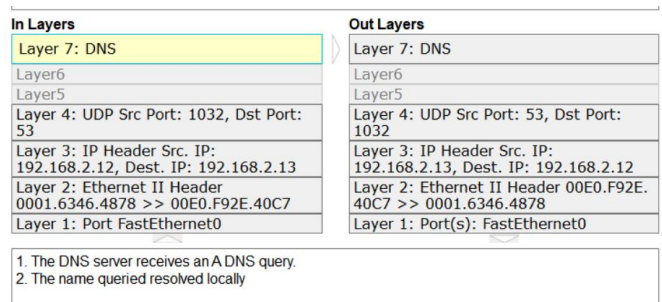 In Layers
Layer 7: DNS
Layer6
Layer5
Layer 4: UDP Src Port: 1032, Dst Port:
53
Layer 3: IP Header Src. IP:
192.168.2.12, Dest. IP: 192.168.2.13
Layer 2: Ethernet II Header
0001.6346.4878 >> 00E0.F92E.40C7
Layer 1: Port FastEthernet0
Out Layers
Layer 7: DNS
Layer6
Layer5
Layer 4: UDP Src Port: 53, Dst Port:
1032
Layer 3: IP Header Src. IP:
192.168.2.13, Dest. IP: 192.168.2.12
Layer 2: Ethernet II Header 00E0.F92E.
40C7 >> 0001.6346.4878
Layer 1: Port(s): FastEthernet0
1. The DNS server receives an A DNS query.
2. The name queried resolved locally